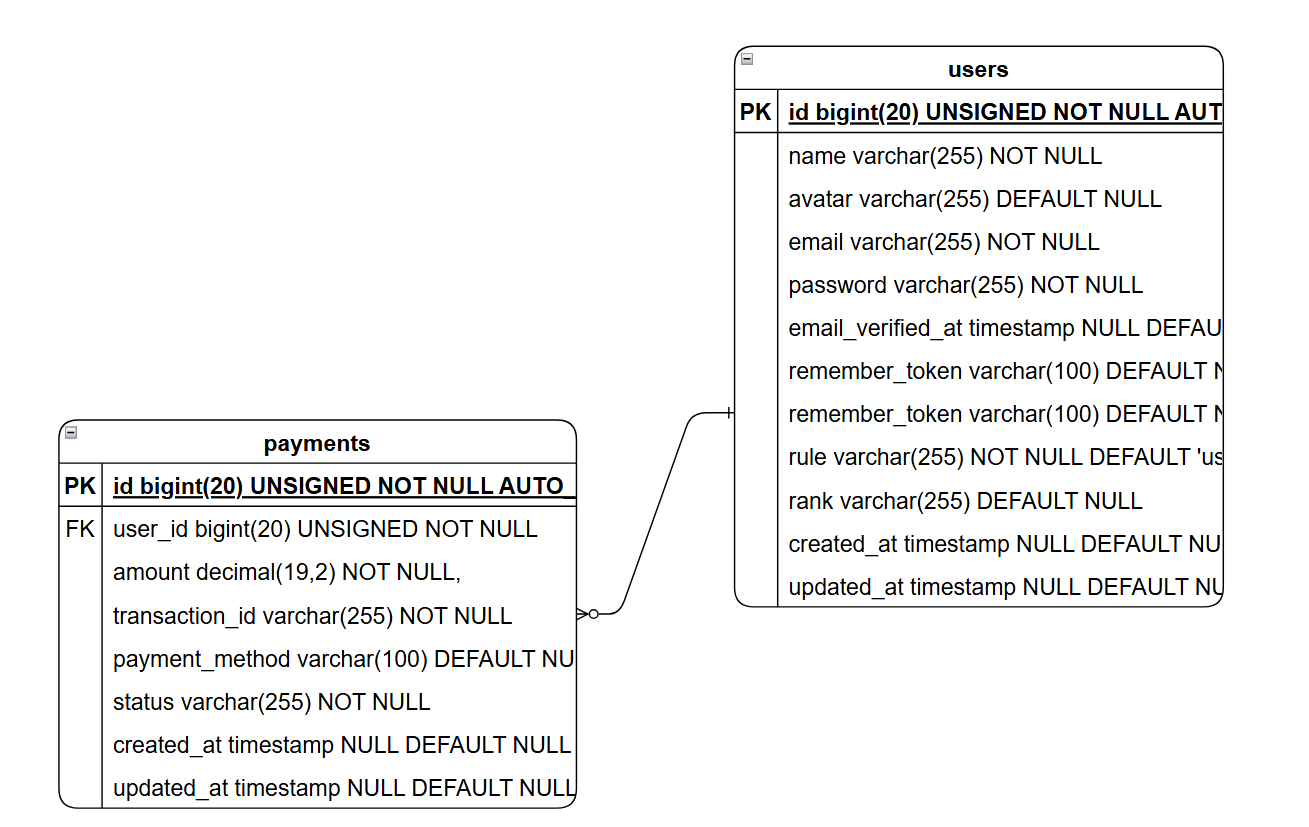 users
PK id bigint(20) UNSIGNED NOT NULL AUT
name varchar(255) NOT NULL
avatar varchar(255) DEFAULT NULL
email varchar(255) NOT NULL
password varchar(255) NOT NULL
email_verified_at timestamp NULL DEFAU
remember_token varchar(100) DEFAULT N
remember_token varchar(100) DEFAULT N
rule varchar(255) NOT NULL DEFAULT 'us
rank varchar(255) DEFAULT NULL
created_at timestamp NULL DEFAULT NU
updated_at timestamp NULL DEFAULT NU
payments
PK id bigint(20) UNSIGNED NOT NULL AUTO_
FK user_id bigint(20) UNSIGNED NOT NULL
amount decimal(19,2) NOT NULL,
transaction_id varchar(255) NOT NULL
payment_method varchar(100) DEFAULT NU
status varchar(255) NOT NULL
created_at timestamp NULL DEFAULT NULL
updated_at timestamp NULL DEFAULT NULL